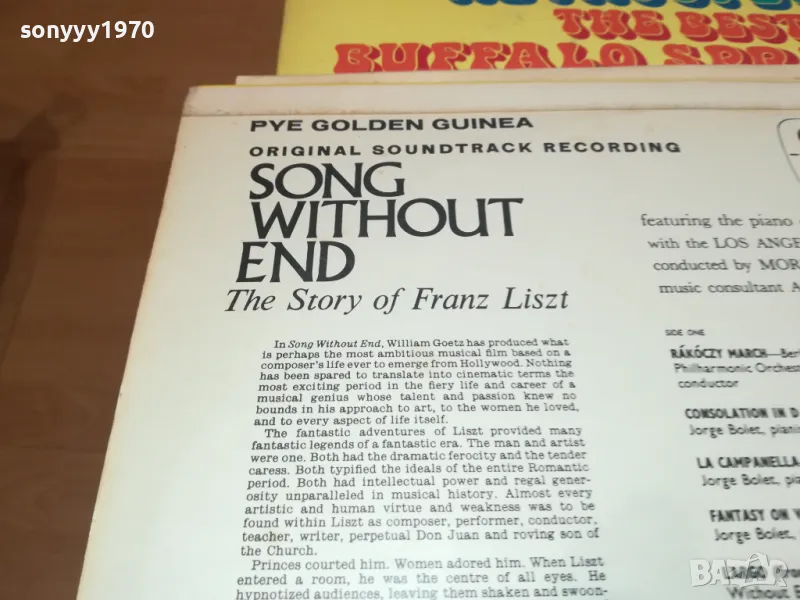 sonyyy1970
THE BEST
BUFFALO SPR
PYE GOLDEN GUINEA
ORIGINAL SOUNDTRACK RECORDING
SONG
WITHOUT
END
The Story of Franz Liszt
In Song Without End, William Goetz has produced what
is perhaps the most ambitious musical film based on a
composer's life ever to emerge from Hollywood. Nothing
has been spared to translate into cinematic terms the
most exciting period in the fiery life and career of a
musical genius whose talent and passion knew no
bounds in his approach to art, to the women he loved,
and to every aspect of life itself.
The fantastic adventures of Liszt provided many
fantastic legends of a fantastic era. The man and artist
were one. Both had the dramatic ferocity and the tender
caress. Both typified the ideals of the entire Romantic
period. Both had intellectual power and regal gener-
osity unparalleled in musical history. Almost every
artistic and human virtue and weakness was to be
found within Liszt as composer, performer, conductor,
teacher, writer, perpetual Don Juan and roving son of
the Church.
Princes courted him. Women adored him. When Liszt
entered a room, he was the centre of all eyes. He
hypnotized audiences, leaving them shaken and swoon-
featuring the piano
with the LOS ANGE
conducted by MOR
music consultant A
SIDE ONE
RÁKÓCZY MARCH—Berl
Philharmonic Orchest
conductor
CONSOLATION IN D
Jorge Bolet, piani
LA CAMPANELLA
Jorge Bolet, pia
FANTASY ON
Jorge Bolet,
Without E
BAZAR